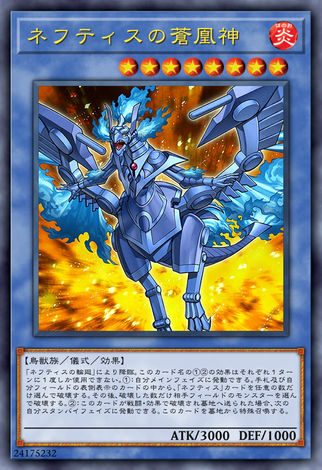 ネフティスの蒼凰神
炎
ほのお
【鳥獣族／儀式／効果】
「ネフティスの輪廻」により降臨。このカード名の①②の効果はそれぞれ１ターン
に１度しか使用できない。①：自分メインフェイズに発動できる。手札及び自
分フィールドの表側表示のカードの中から、「ネフティス」カードを任意の数だ
け選んで破壊する。その後、破壊した数だけ相手フィールドのモンスターを選ん
で破壊する。②：このカードが戦闘・効果で破壊され墓地へ送られた場合、次の
自分スタンバイフェイズに発動できる。このカードを墓地から特殊召喚する。
ATK/3000 DEF/1000
24175232